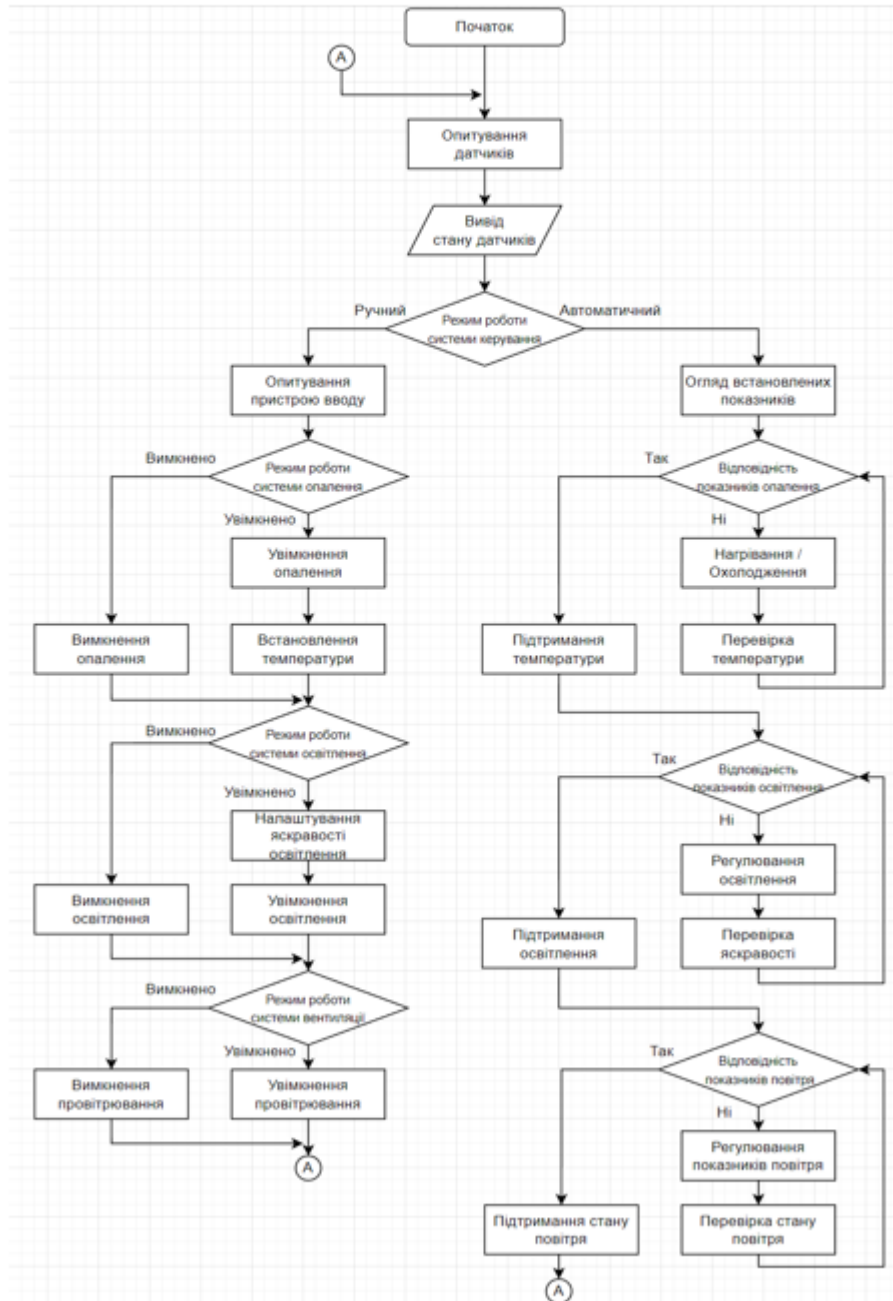 Початок
А
Опитування
датчиків
Вивід
стану датчиків
Ручний
Автоматичний
Режим роботи
системи керування
Опитування
пристрою вводу
Огляд встановлених
показників
Вимкнено
Режим роботи
системи опалення
Увімкнено
Так
Відповідність
показників опалення
Ні
Увімкнення
опалення
Нагрівання /
Охолодження
Вимкнення
опалення
Встановлення
температури
Підтримання
температури
Перевірка
температури
Вимкнено
Режим роботи
системи освітлення
Увімкнено
Так
Відповідність
показників освітлення
Ні
Налаштування
яскравості
освітлення
Регулювання
освітлення
Вимкнення
освітлення
Увімкнення
освітлення
Підтримання
освітлення
Перевірка
яскравості
Вимкнено
Режим роботи
системи вентиляції
Увімкнено
Так
Відповідність
показників повітря
Ні
Вимкнення
провітрювання
Увімкнення
провітрювання
А
Регулювання
показників повітря
Підтримання стану
повітря
Перевірка стану
повітря
А